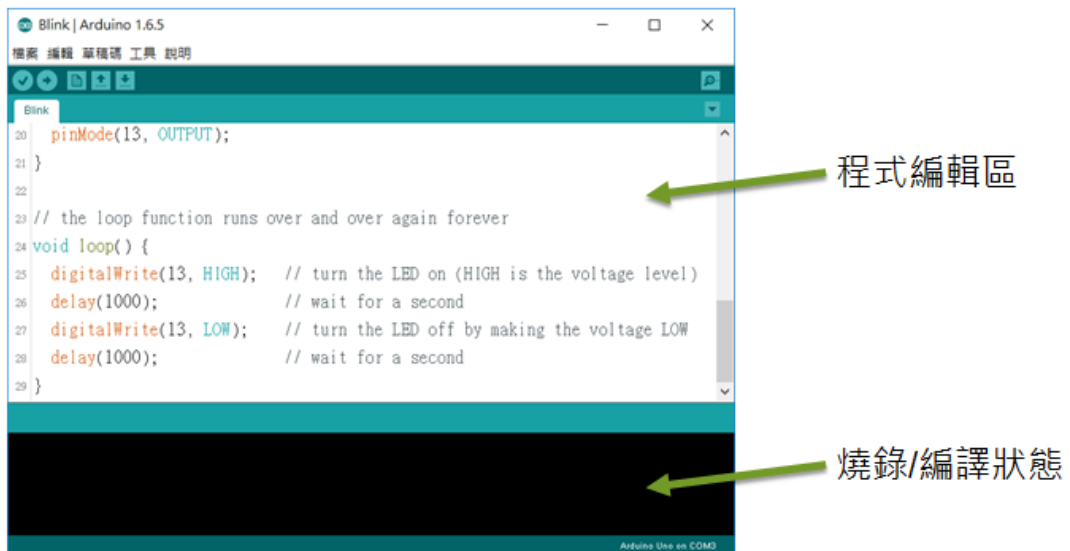 Blink | Arduino 1.6.5
檔案 編輯 草稿碼 工具 說明
Blink
20 pinMode(13, OUTPUT);
21 }
22
23 // the loop function runs over and over again forever
24 void loop() {
25 digitalWrite(13, HIGH); // turn the LED on (HIGH is the voltage level)
26 delay(1000); // wait for a second
27 digitalWrite(13, LOW); // turn the LED off by making the voltage LOW
28 delay(1000); // wait for a second
29 }
Arduino Uno on COM3
程式編輯區
燒錄/編譯狀態